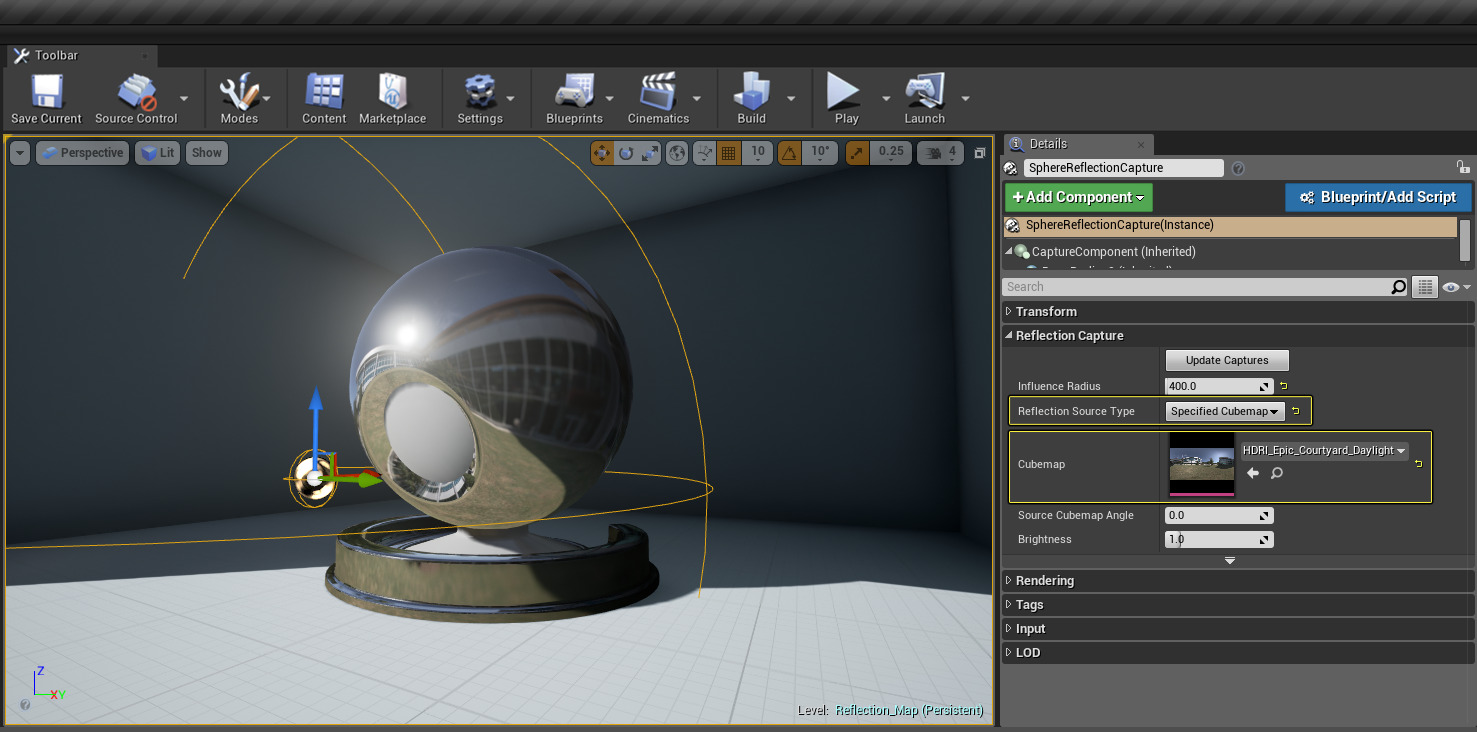 Toolbar
Save Current
Source Control
Modes
Content
Marketplace
Settings
Blueprints
Cinematics
Build
Play
Launch
Perspective
Lit
Show
10
10°
0.25
4
Z
X
Y
Level: Reflection_Map (Persistent)
Details
SphereReflectionCapture
+Add Component
Blueprint/Add Script
SphereReflectionCapture(Instance)
CaptureComponent (Inherited)
Search
Transform
Reflection Capture
Update Captures
Influence Radius 400.0
Reflection Source Type Specified Cubemap
Cubemap HDRI_Epic_Courtyard_Daylight
Source Cubemap Angle 0.0
Brightness 1.0
Rendering
Tags
Input
LOD